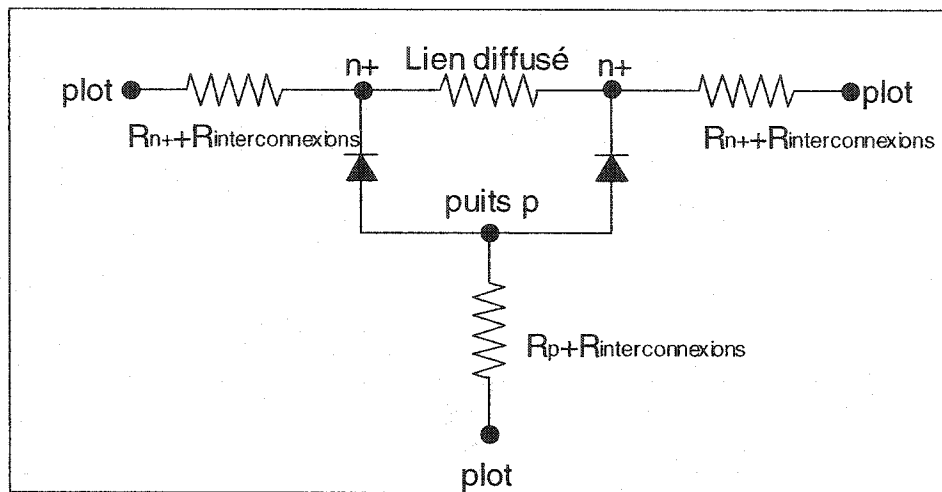 Lien diffusé
n+
n+
plot
plot
Rn++Rinterconnexions
Rn++Rinterconnexions
puits p
Rp+Rinterconnexions
plot